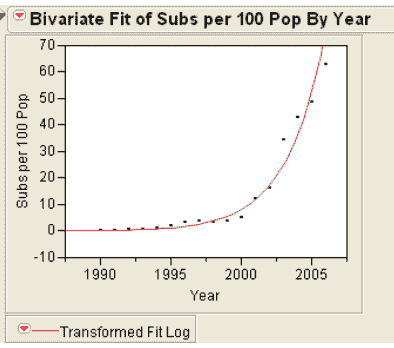 Bivariate Fit of Subs per 100 Pop By Year
70
60
50
40
30
20
10
0
-10
Subs per 100 Pop
1990 1995 2000 2005
Year
Transformed Fit Log